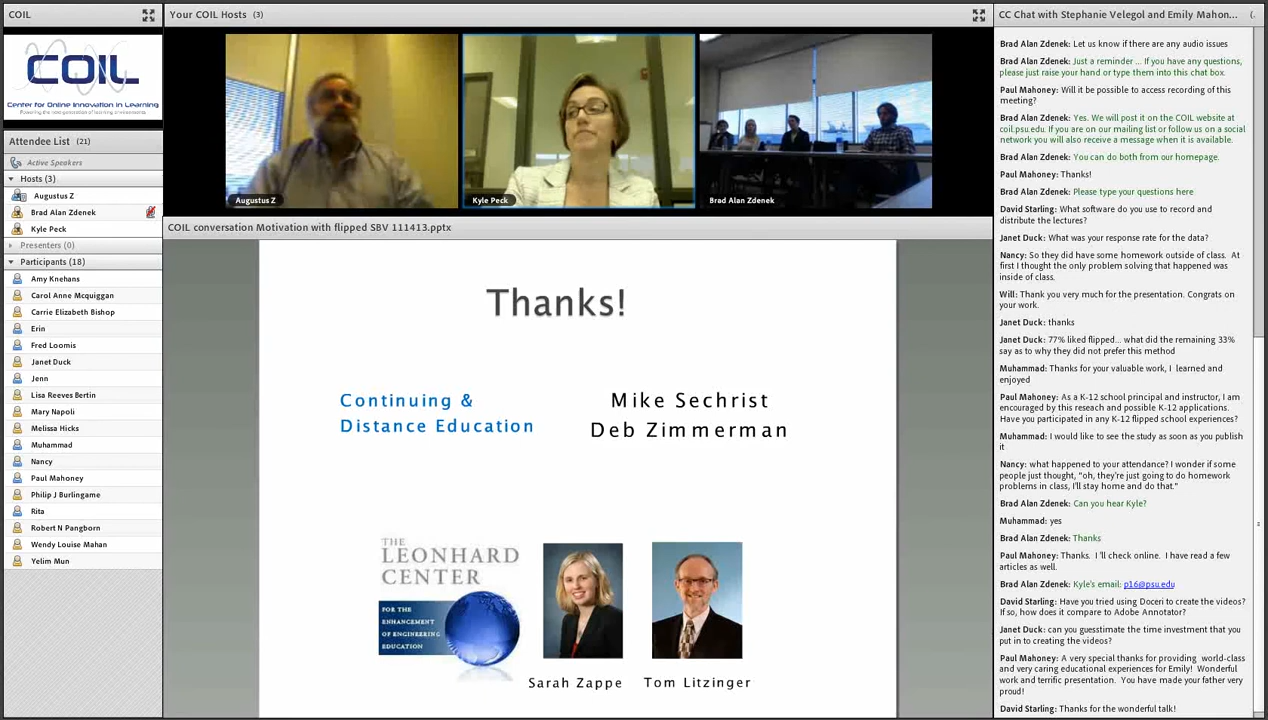 COIL
COIL
Center for Online Innovation in Learning
Attendee List (21)
Active Speakers
Hosts (3)
Augustus Z
Brad Alan Zdenek
Kyle Peck
Presenters (0)
Participants (18)
Amy Knehans
Carol Anne Mcquiggan
Carrie Elizabeth Bishop
Erin
Fred Loomis
Janet Duck
Jenn
Lisa Reeves Bertin
Mary Napoli
Melissa Hicks
Muhammad
Nancy
Paul Mahoney
Philip J Burlingame
Rita
Robert N Pangborn
Wendy Louise Mahan
Yelim Mun
Your COIL Hosts (3)
Augustus Z
Kyle Peck
Brad Alan Zdenek
COIL conversation Motivation with flipped SBV 111413.pptx
Thanks!
Continuing &
Distance Education
Mike Sechrist
Deb Zimmerman
THE
LEONHARD
CENTER
FOR THE
ENHANCEMENT
OF ENGINEERING
EDUCATION
Sarah Zappe
Tom Litzinger
CC Chat with Stephanie Velegol and Emily Mahon...
Brad Alan Zdenek: Let us know if there are any audio issues
Brad Alan Zdenek: Just a reminder ... If you have any questions,
please just raise your hand or type them into this chat box.
Paul Mahoney: Will it be possible to access recording of this
meeting?
Brad Alan Zdenek: Yes. We will post it on the COIL website at
coil.psu.edu. If you are on our mailing list or follow us on a social
network you will also receive a message when it is available.
Brad Alan Zdenek: You can do both from our homepage.
Paul Mahoney: Thanks!
Brad Alan Zdenek: Please type your questions here
David Starling: What software do you use to record and
distribute the lectures?
Janet Duck: What was your response rate for the data?
Nancy: So they did have some homework outside of class. At
first I thought the only problem solving that happened was
inside of class.
Will: Thank you very much for the presentation. Congrats on
your work.
Janet Duck: thanks
Janet Duck: 77% liked flipped... what did the remaining 33%
say as to why they did not prefer this method
Muhammad: Thanks for your valuable work, I learned and
enjoyed
Paul Mahoney: As a K-12 school principal and instructor, I am
encouraged by this reseach and possible K-12 applications.
Have you participated in any K-12 flipped school experiences?
Muhammad: I would like to see the study as soon as you publish
it
Nancy: what happened to your attendance? I wonder if some
people just thought, "oh, they're just going to do homework
problems in class, I'll stay home and do that."
Brad Alan Zdenek: Can you hear Kyle?
Muhammad: yes
Brad Alan Zdenek: Thanks
Paul Mahoney: Thanks. I 'll check online. I have read a few
articles as well.
Brad Alan Zdenek: Kyle's email: p16@psu.edu
David Starling: Have you tried using Doceri to create the videos?
If so, how does it compare to Adobe Annotator?
Janet Duck: can you guesstimate the time investment that you
put in to creating the videos?
Paul Mahoney: A very special thanks for providing world-class
and very caring educational experiences for Emily! Wonderful
work and terrific presentation. You have made your father very
proud!
David Starling: Thanks for the wonderful talk!